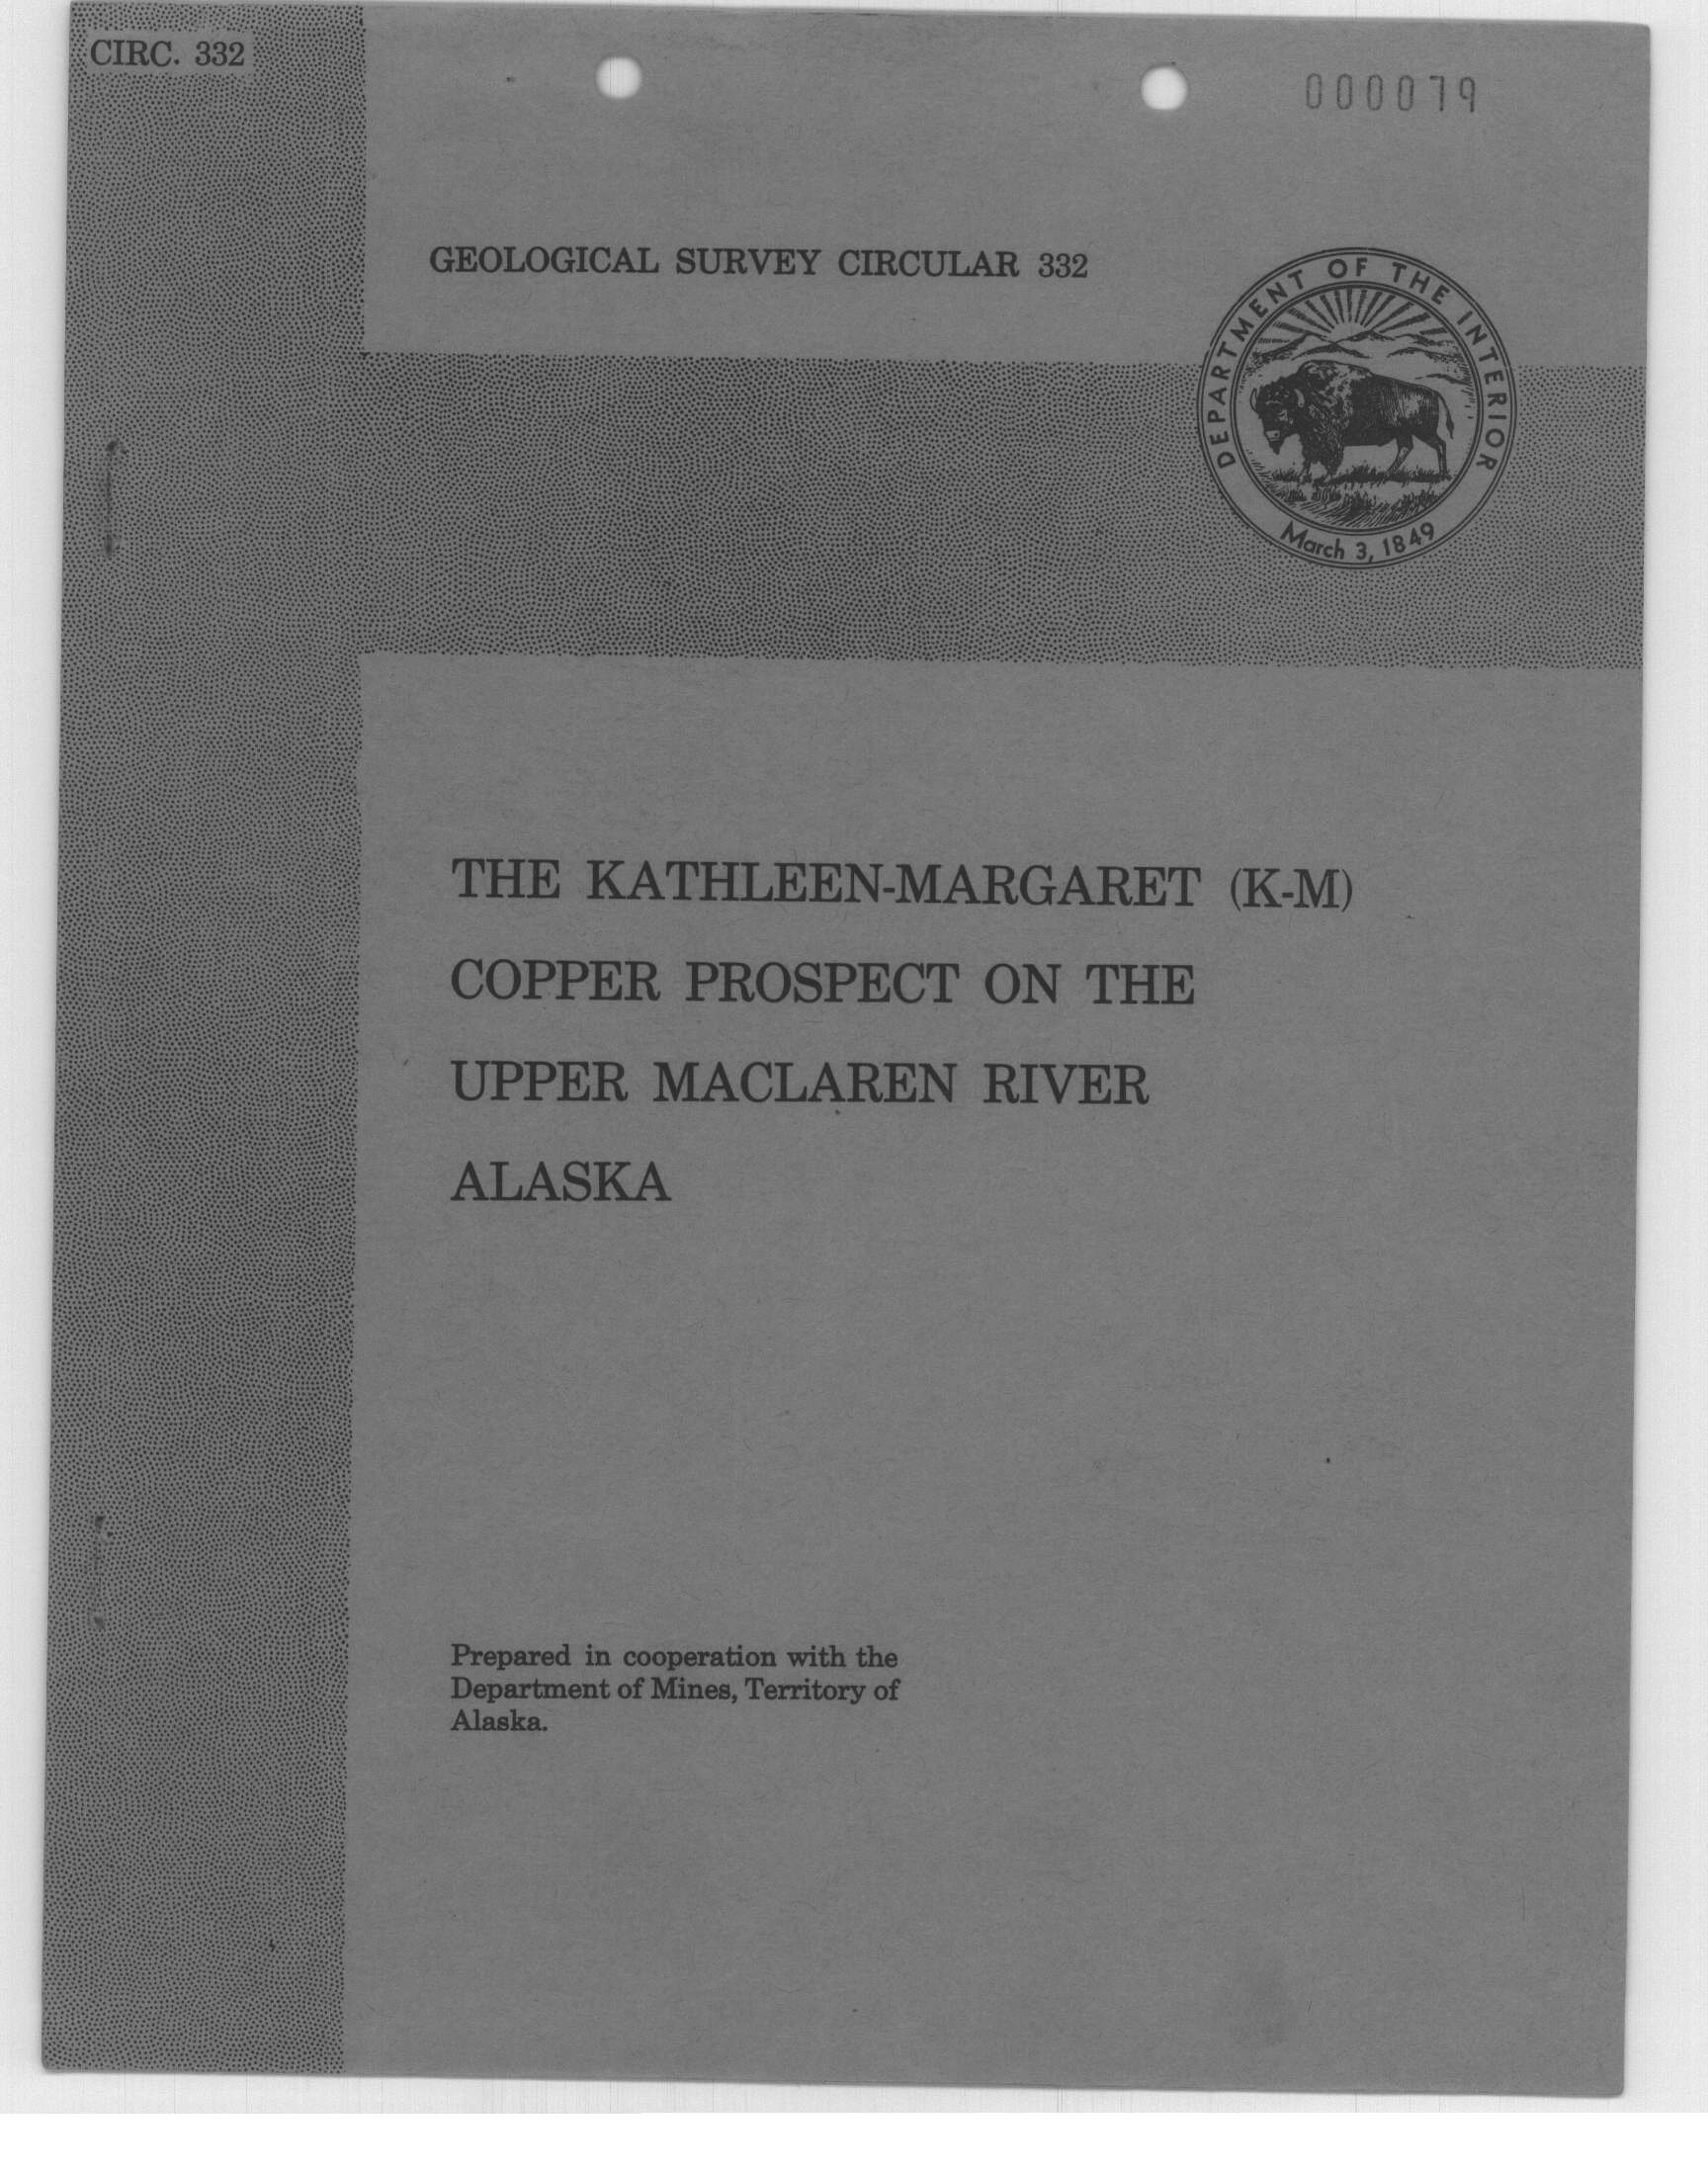 CIRC. 332
000079
GEOLOGICAL SURVEY CIRCULAR 332
DEPARTMENT OF THE INTERIOR
March 3, 1849
THE KATHLEEN-MARGARET (K-M)
COPPER PROSPECT ON THE
UPPER MACLAREN RIVER
ALASKA
Prepared in cooperation with the
Department of Mines, Territory of
Alaska.